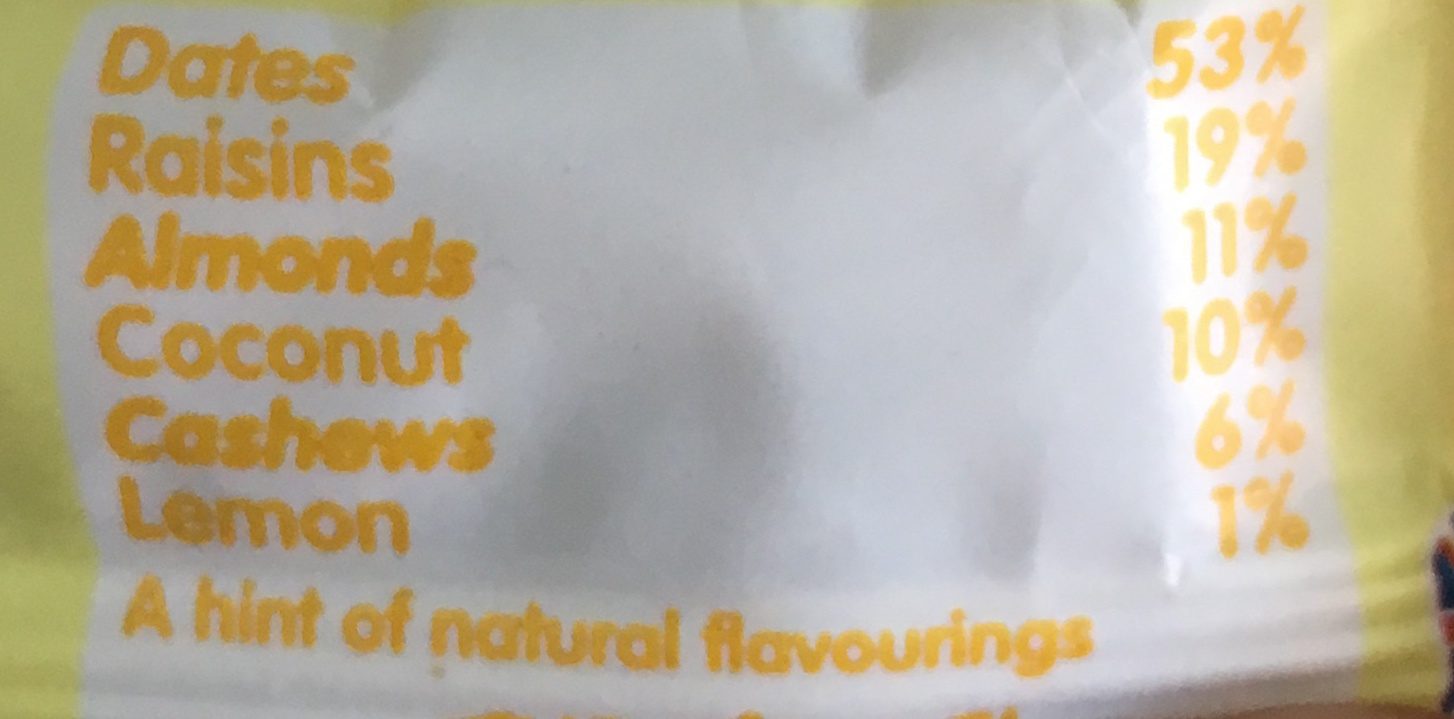 Dates 53%
Raisins 19%
Almonds 11%
Coconut 10%
Cashews 6%
Lemon 1%
A hint of natural flavourings